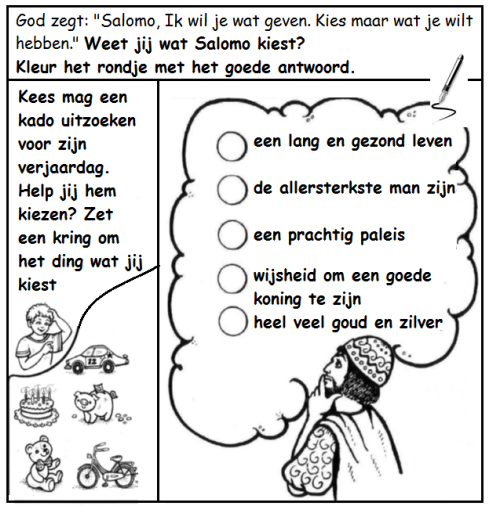 God zegt: "Salomo, Ik wil je wat geven. Kies maar wat je wilt
hebben." Weet jij wat Salomo kiest?
Kleur het rondje met het goede antwoord.
Kees mag een
kado uitzoeken
voor zijn
verjaardag.
Help jij hem
kiezen? Zet
een kring om
het ding wat jij
kiest
een lang en gezond leven
de allersterkste man zijn
een prachtig paleis
wijsheid om een goede
koning te zijn
heel veel goud en zilver
12